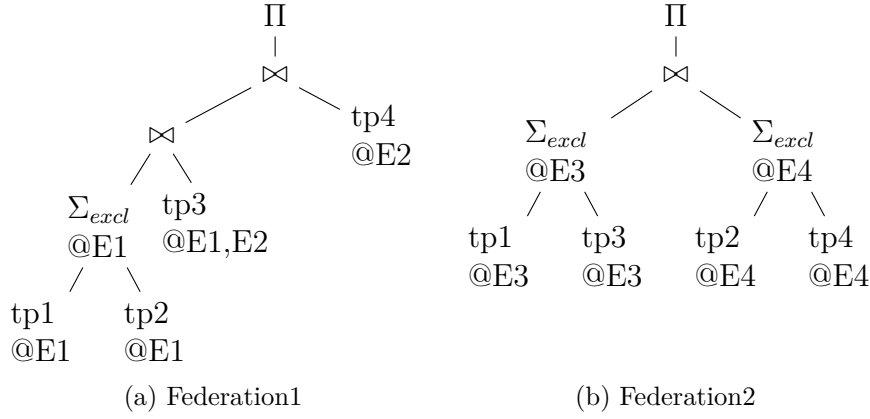 Π
⋈
⋈
tp4
@E2
Σexcl
@E1
tp3
@E1,E2
tp1
@E1
tp2
@E1
(a) Federation1
Π
⋈
Σexcl
@E3
Σexcl
@E4
tp1
@E3
tp3
@E3
tp2
@E4
tp4
@E4
(b) Federation2